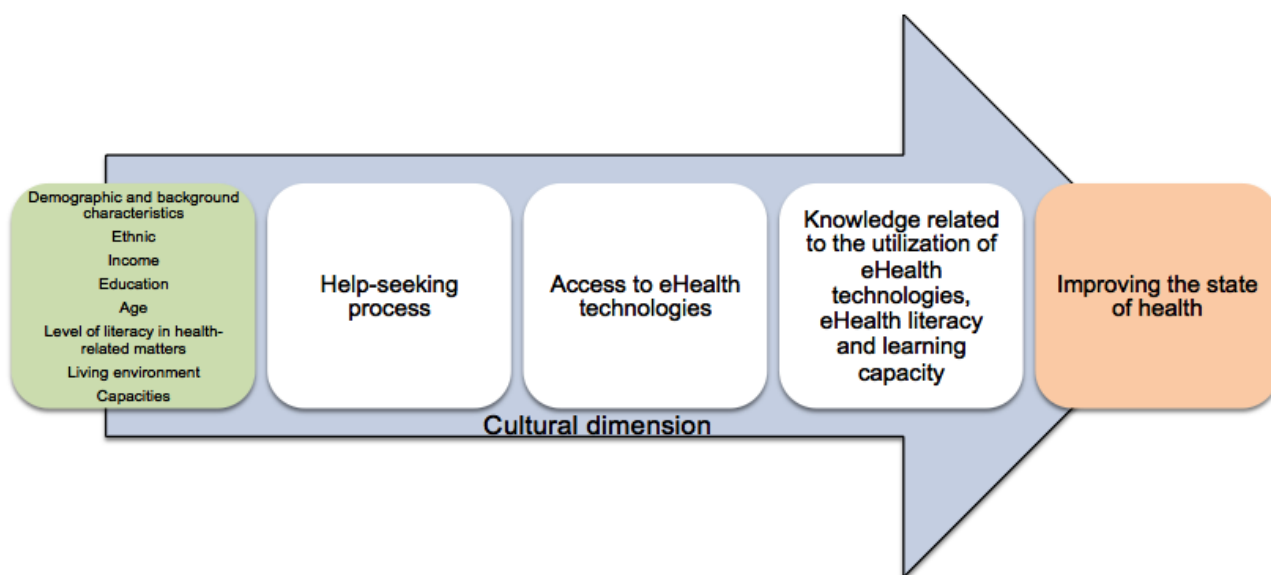 Demographic and background
characteristics
Ethnic
Income
Education
Age
Level of literacy in health-
related matters
Living environment
Capacities
Help-seeking
process
Access to eHealth
technologies
Knowledge related
to the utilization of
eHealth
technologies,
eHealth literacy
and learning
capacity
Improving the state
of health
Cultural dimension